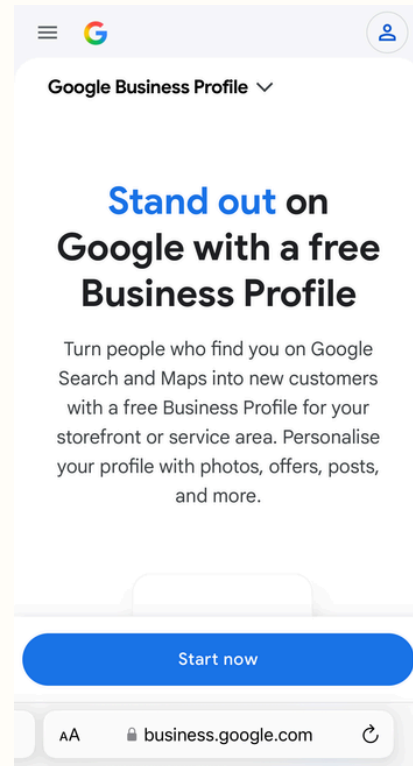 G
Google Business Profile
Stand out on
Google with a free
Business Profile
Turn people who find you on Google
Search and Maps into new customers
with a free Business Profile for your
storefront or service area. Personalise
your profile with photos, offers, posts,
and more.
Start now
AA business.google.com